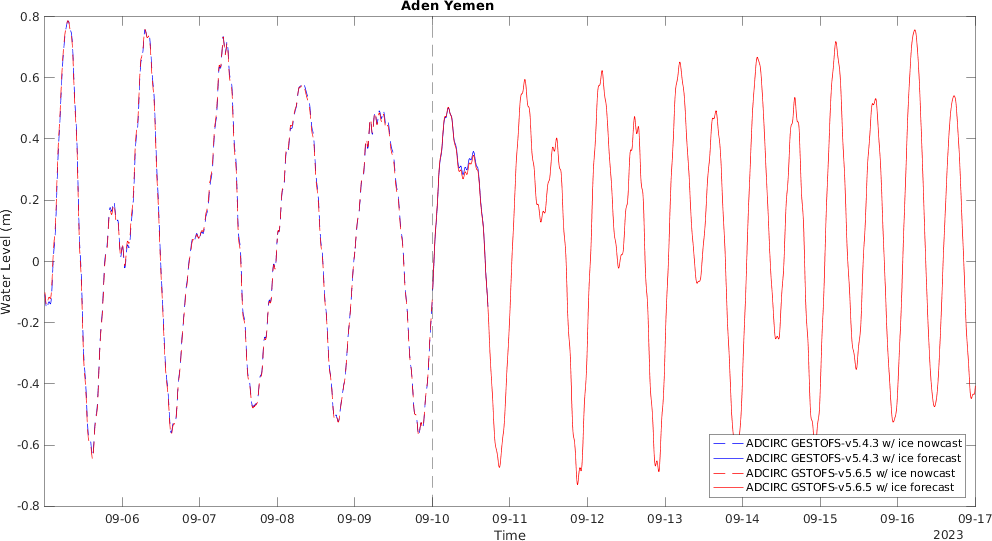 Aden Yemen
0.8
0.6
0.4
0.2
0
-0.2
-0.4
-0.6
-0.8
Water Level (m)
09-06 09-07 09-08 09-09 09-10 09-11 09-12 09-13 09-14 09-15 09-16 09-17
Time
2023
ADCIRC GESTOFS-v5.4.3 w/ ice nowcast
ADCIRC GESTOFS-v5.4.3 w/ ice forecast
ADCIRC GSTOFS-v5.6.5 w/ ice nowcast
ADCIRC GSTOFS-v5.6.5 w/ ice forecast